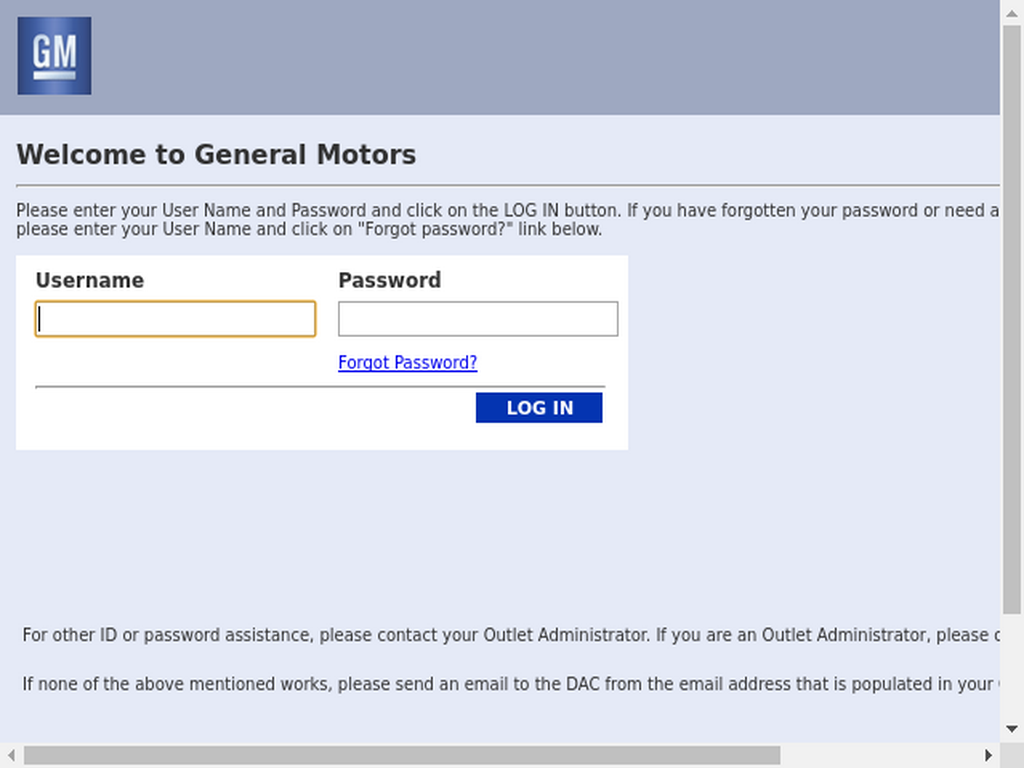 GM
Welcome to General Motors
Please enter your User Name and Password and click on the LOG IN button. If you have forgotten your password or need a
please enter your User Name and click on "Forgot password?" link below.
Username Password
Forgot Password?
LOG IN
For other ID or password assistance, please contact your Outlet Administrator. If you are an Outlet Administrator, please
If none of the above mentioned works, please send an email to the DAC from the email address that is populated in your